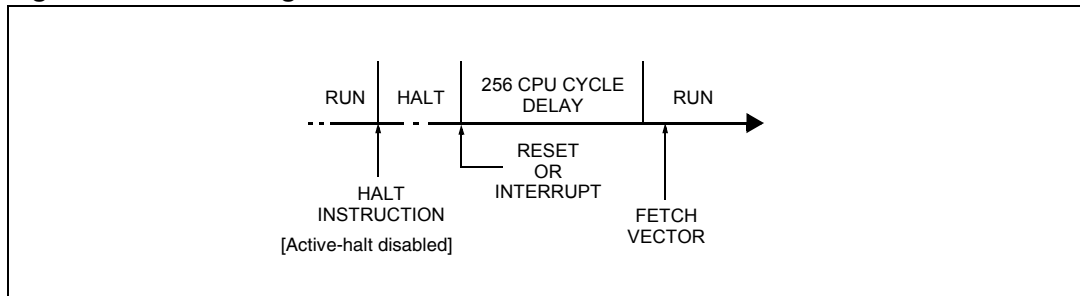 RUN
HALT
256 CPU CYCLE
DELAY
RUN
RESET
OR
INTERRUPT
HALT
INSTRUCTION
[Active-halt disabled]
FETCH
VECTOR